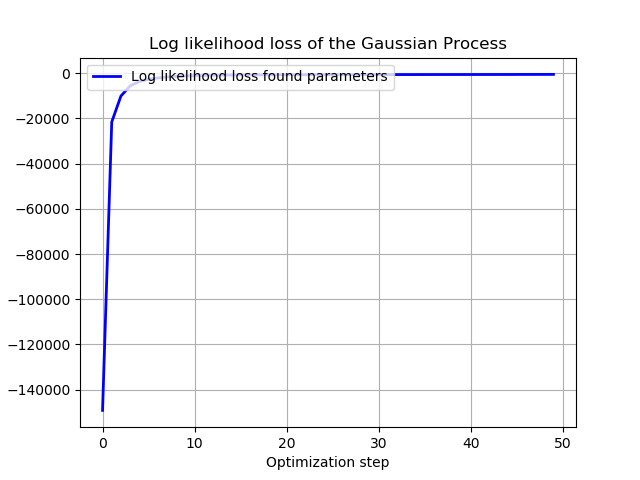 Log likelihood loss of the Gaussian Process
Log likelihood loss found parameters
0
−20000
−40000
−60000
−80000
−100000
−120000
−140000
0 10 20 30 40 50
Optimization step